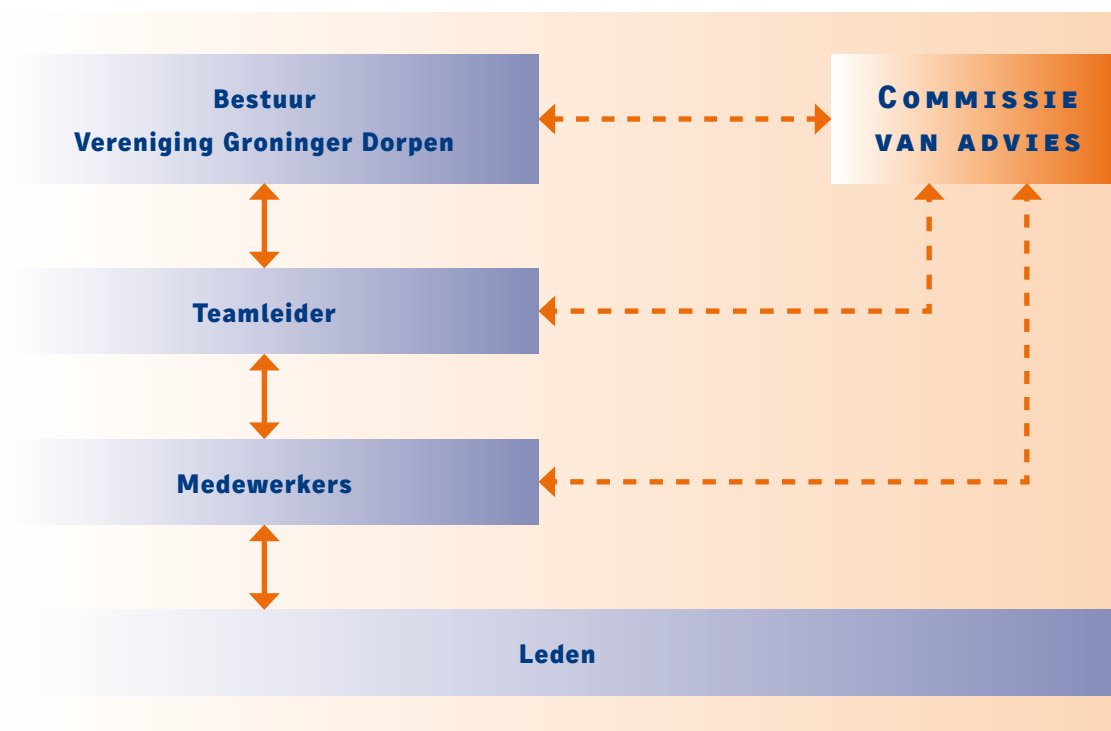 Bestuur
Vereniging Groninger Dorpen
COMMISSIE
VAN ADVIES
Teamleider
Medewerkers
Leden